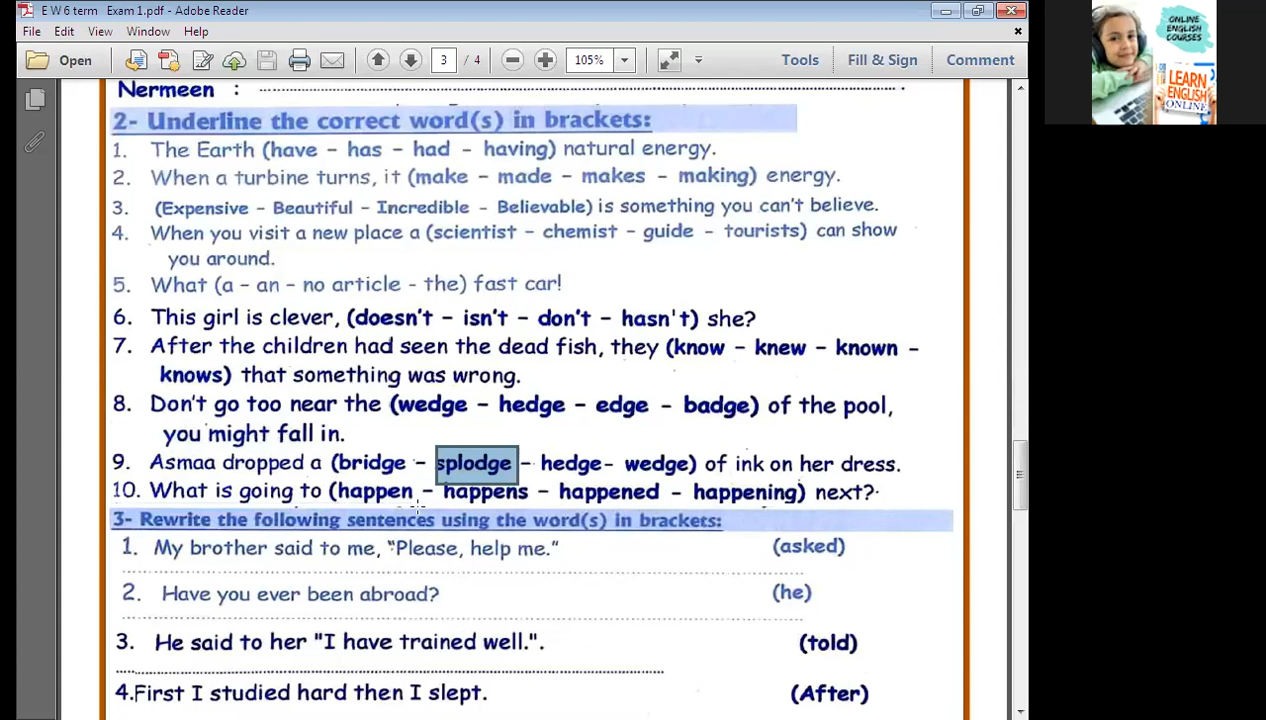 E W 6 term Exam 1.pdf - Adobe Reader
File Edit View Window Help
Open 3 / 4 105% Tools Fill & Sign Comment
Nermeen :
2- Underline the correct word(s) in brackets:
1. The Earth (have - has - had - having) natural energy.
2. When a turbine turns, it (make - made - makes - making) energy.
3. (Expensive - Beautiful - Incredible - Believable) is something you can't believe.
4. When you visit a new place a (scientist - chemist - guide - tourists) can show
you around.
5. What (a - an - no article - the) fast car!
6. This girl is clever, (doesn't - isn't - don't - hasn't) she?
7. After the children had seen the dead fish, they (know - knew - known -
knows) that something was wrong.
8. Don't go too near the (wedge - hedge - edge - badge) of the pool,
you might fall in.
9. Asmaa dropped a (bridge - splodge - hedge- wedge) of ink on her dress.
10. What is going to (happen - happens - happened - happening) next?
3- Rewrite the following sentences using the word(s) in brackets:
1. My brother said to me, "Please, help me." (asked)
2. Have you ever been abroad? (he)
3. He said to her "I have trained well.". (told)
4.First I studied hard then I slept. (After)
ONLINE
ENGLISH
COURSES
LEARN
ENGLISH
ONLINE